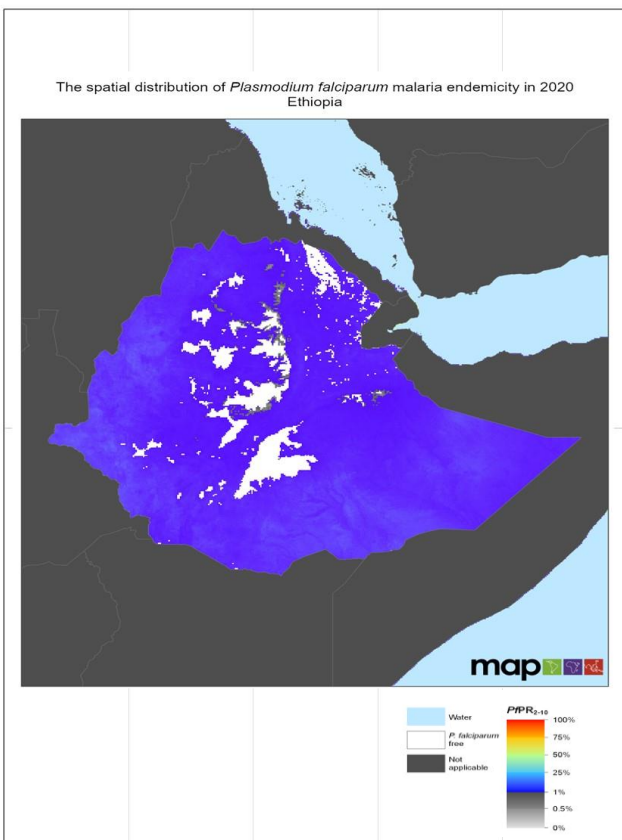 The spatial distribution of Plasmodium falciparum malaria endemicity in 2020
Ethiopia
map
Water
P. falciparum
free
Not
applicable
PfPR2-10
100%
75%
50%
25%
1%
0.5%
0%